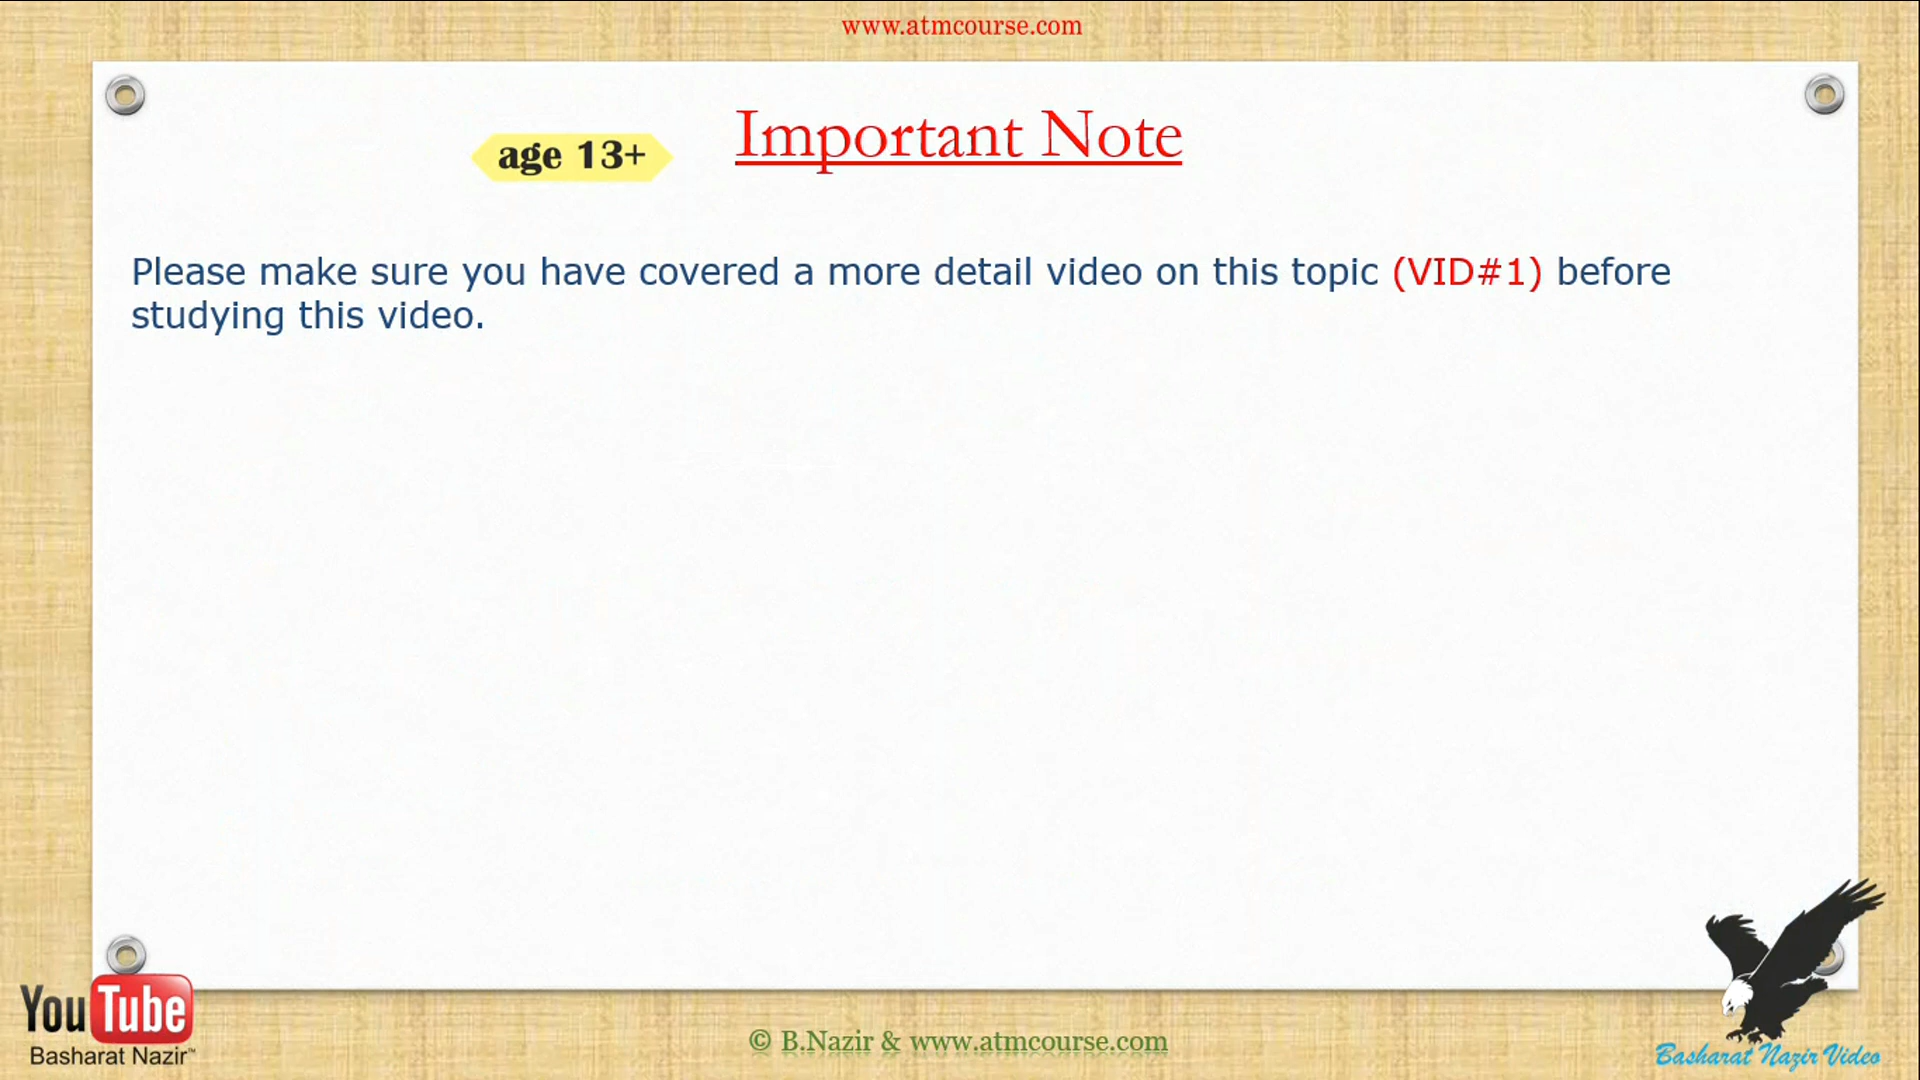 www.atmcourse.com
age 13+
Important Note
Please make sure you have covered a more detail video on this topic (VID#1) before
studying this video.
YouTube
Basharat Nazir™
© B.Nazir & www.atmcourse.com
Basharat Nazir Video